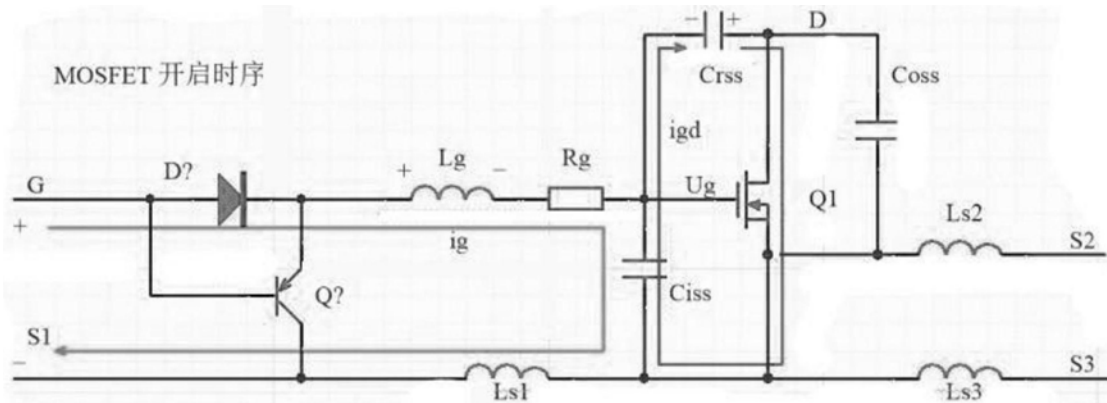 D
Crrs
Coss
MOSFET 开启时序
igd
D?
Lg
Rg
G
+
−
Ug
Q1
Ls2
S2
+
ig
Q?
Ciss
S1
−
Ls1
Ls3
S3